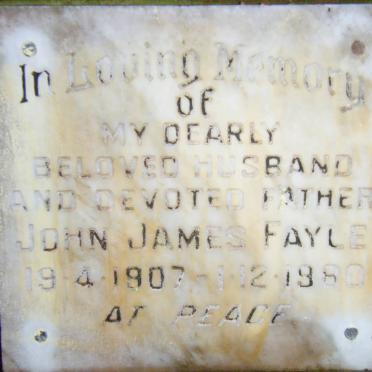 In Loving Memory
of
MY DEARLY
BELOVED HUSBAND
AND DEVOTED FATHER
JOHN JAMES FAYLE
19·4·1907 - 1·12·1980
AT PEACE